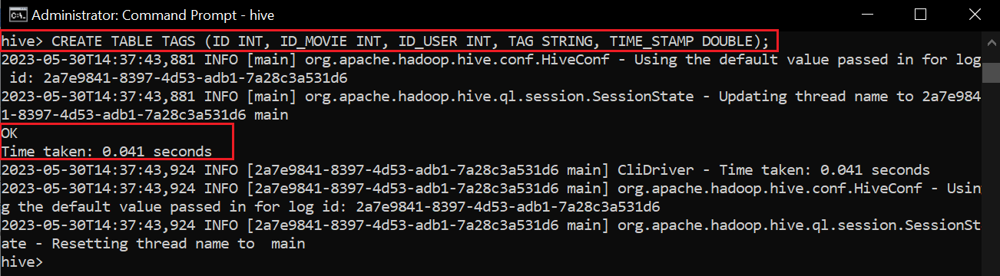 Administrator: Command Prompt - hive
hive> CREATE TABLE TAGS (ID INT, ID_MOVIE INT, ID_USER INT, TAG STRING, TIME_STAMP DOUBLE);
2023-05-30T14:37:43,881 INFO [main] org.apache.hadoop.hive.conf.HiveConf - Using the default value passed in for log
 id: 2a7e9841-8397-4d53-adb1-7a28c3a531d6
2023-05-30T14:37:43,881 INFO [main] org.apache.hadoop.hive.ql.session.SessionState - Updating thread name to 2a7e984
1-8397-4d53-adb1-7a28c3a531d6 main
OK
Time taken: 0.041 seconds
2023-05-30T14:37:43,924 INFO [2a7e9841-8397-4d53-adb1-7a28c3a531d6 main] CliDriver - Time taken: 0.041 seconds
2023-05-30T14:37:43,924 INFO [2a7e9841-8397-4d53-adb1-7a28c3a531d6 main] org.apache.hadoop.hive.conf.HiveConf - Usin
g the default value passed in for log id: 2a7e9841-8397-4d53-adb1-7a28c3a531d6
2023-05-30T14:37:43,924 INFO [2a7e9841-8397-4d53-adb1-7a28c3a531d6 main] org.apache.hadoop.hive.ql.session.SessionSt
ate - Resetting thread name to  main
hive>